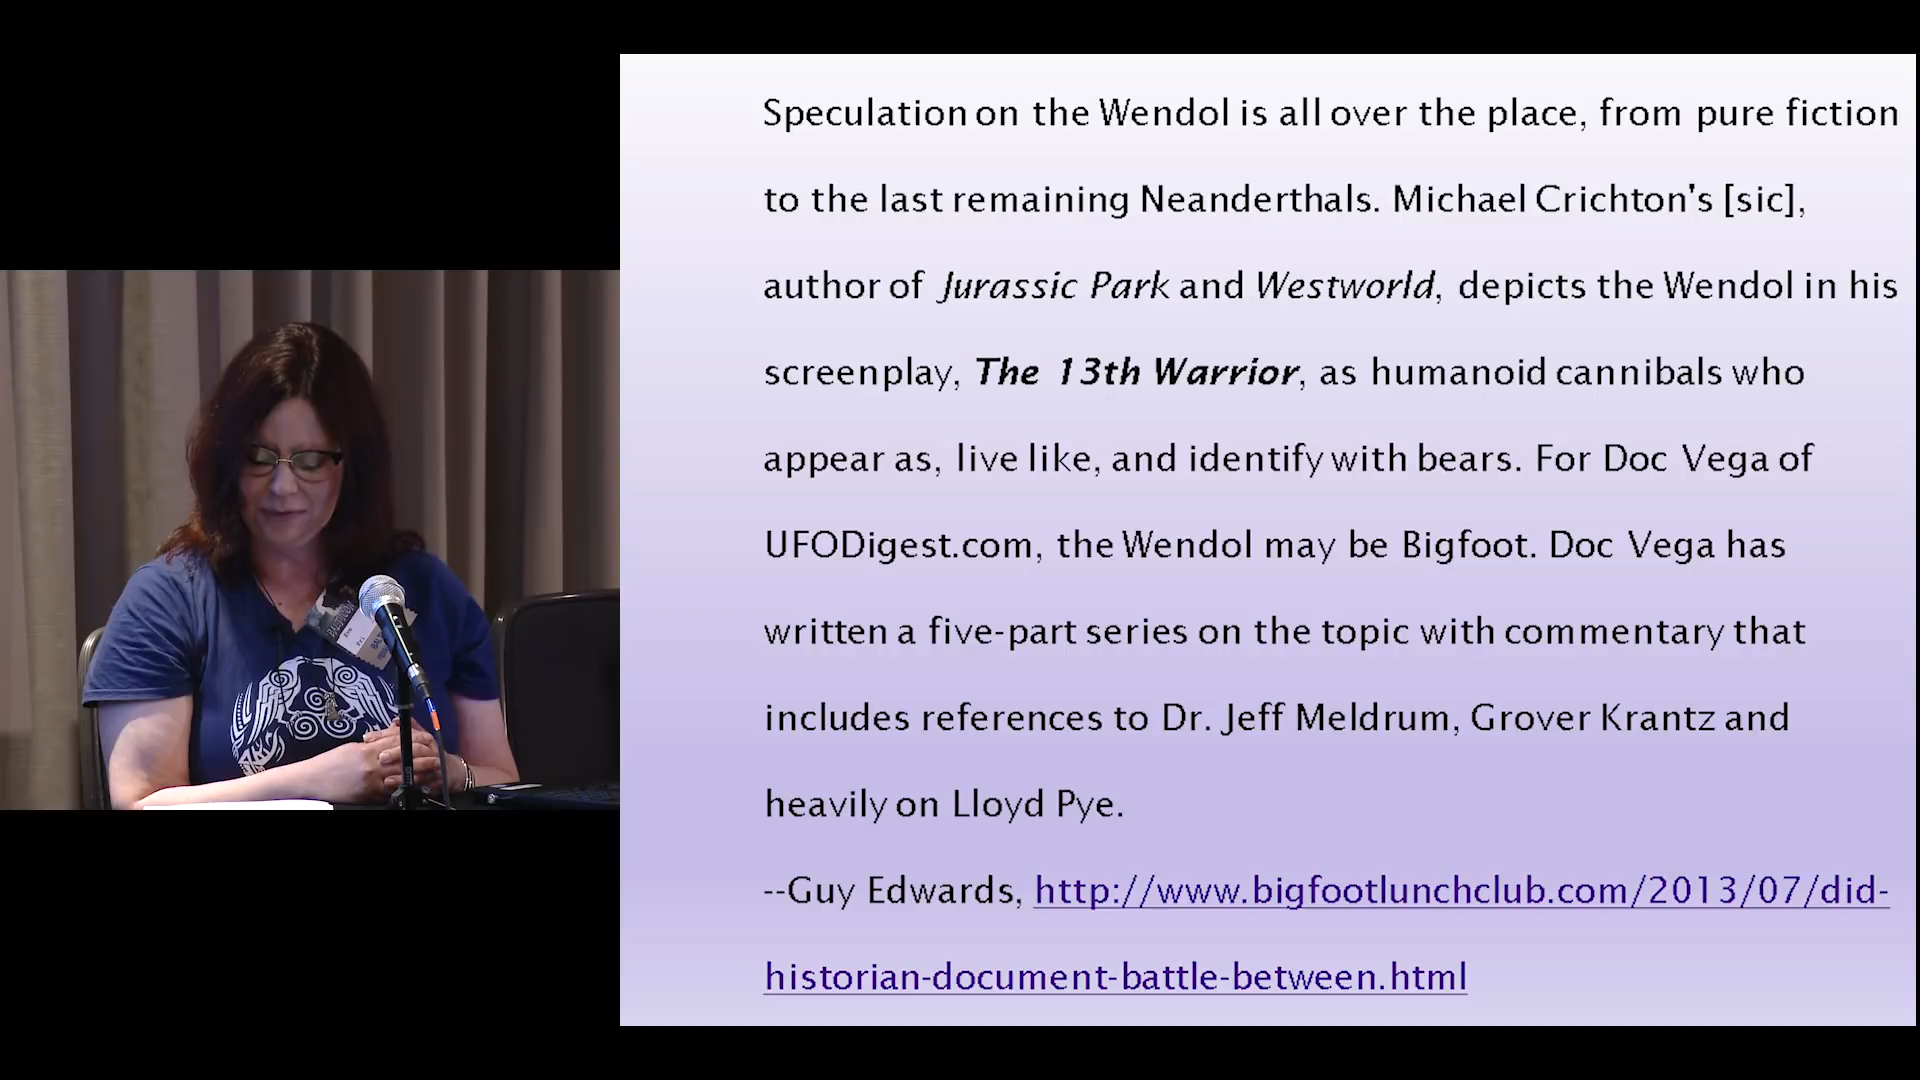 Speculation on the Wendol is all over the place, from pure fiction
to the last remaining Neanderthals. Michael Crichton's [sic],
author of Jurassic Park and Westworld, depicts the Wendol in his
screenplay, The 13th Warrior, as humanoid cannibals who
appear as, live like, and identify with bears. For Doc Vega of
UFODigest.com, the Wendol may be Bigfoot. Doc Vega has
written a five-part series on the topic with commentary that
includes references to Dr. Jeff Meldrum, Grover Krantz and
heavily on Lloyd Pye.
--Guy Edwards, http://www.bigfootlunchclub.com/2013/07/did-
historian-document-battle-between.html